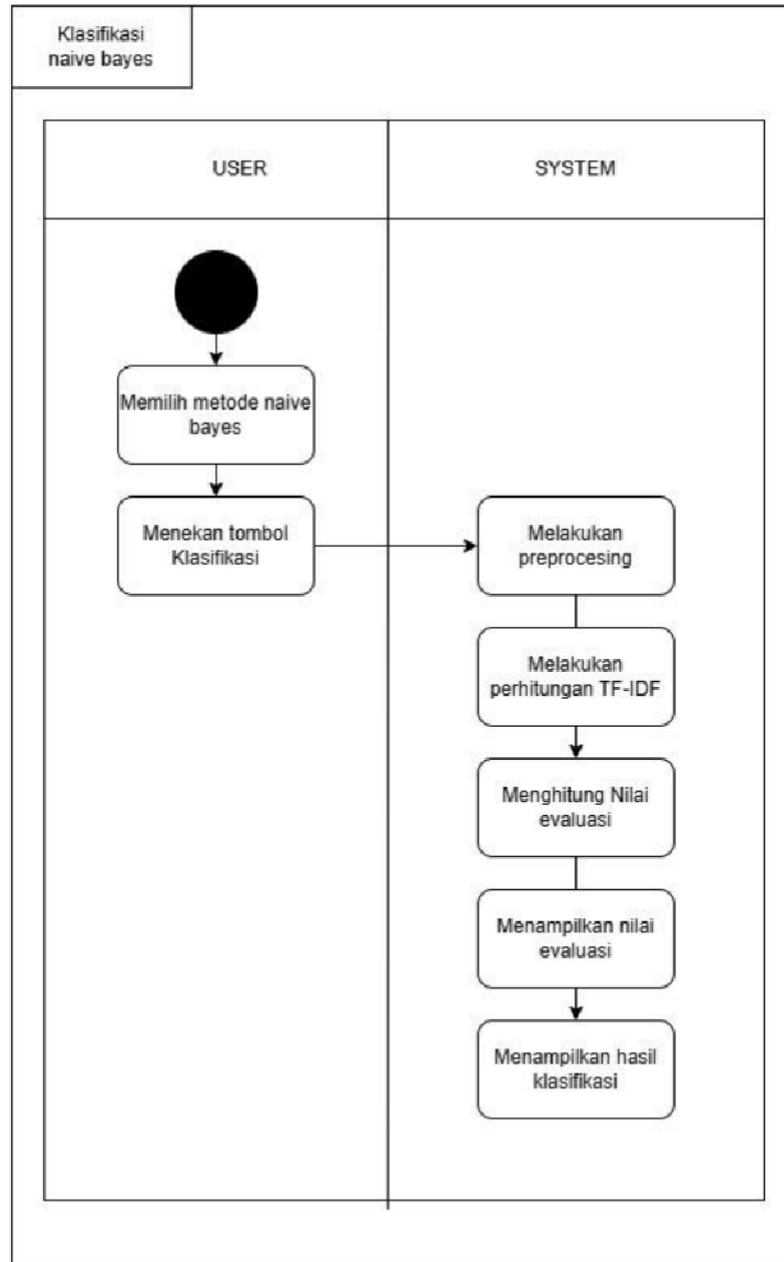 Klasifikasi
naive bayes
USER
SYSTEM
Memilih metode naive
bayes
Menekan tombol
Klasifikasi
Melakukan
preprocesing
Melakukan
perhitungan TF-IDF
Menghitung Nilai
evaluasi
Menampilkan nilai
evaluasi
Menampilkan hasil
klasifikasi